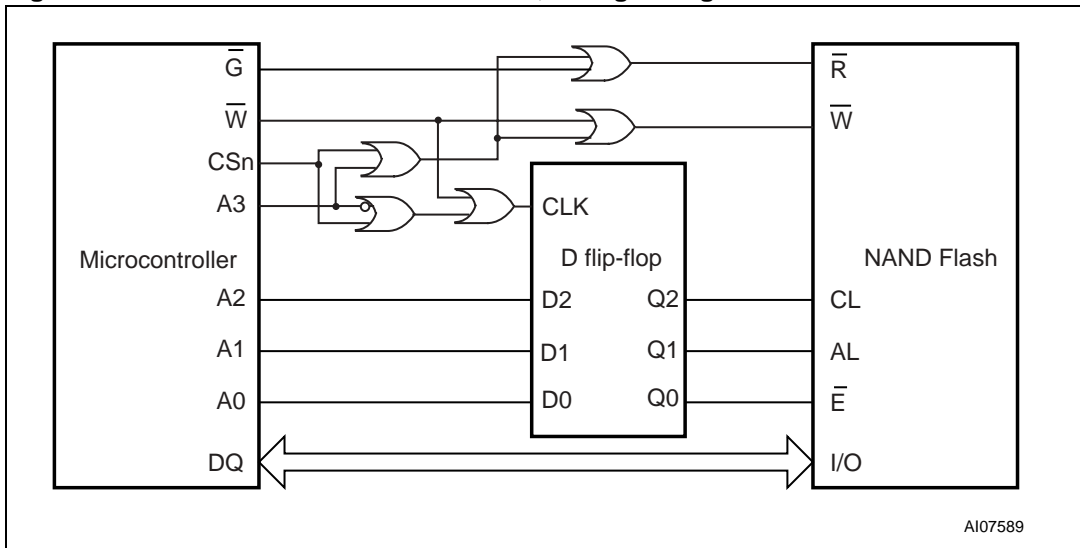 G̅
R̅
W̅
W̅
CSn
A3
CLK
Microcontroller
D flip-flop
NAND Flash
A2
D2
Q2
CL
A1
D1
Q1
AL
A0
D0
Q0
E̅
DQ
I/O
AI07589